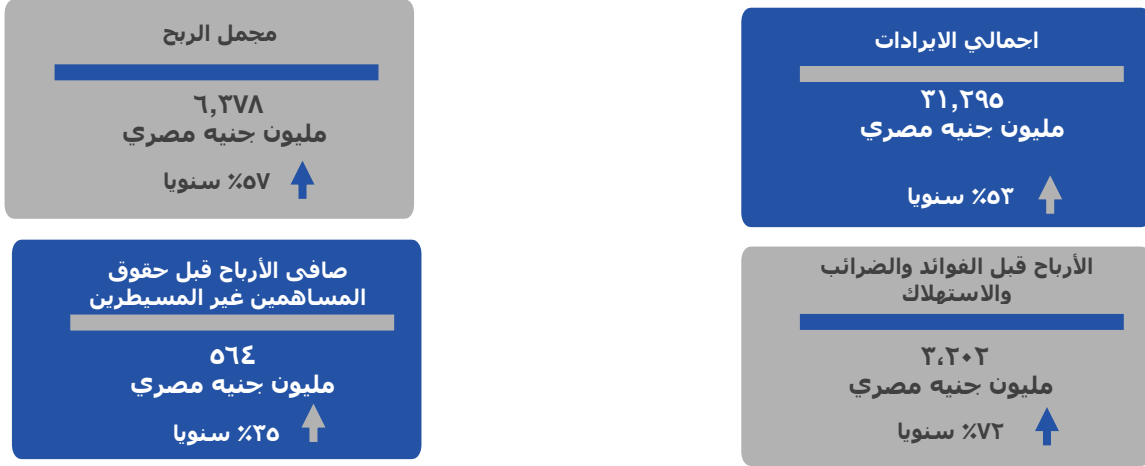 اجمالي الايرادات
٣١,٢٩٥
مليون جنيه مصري
٥٣٪ سنويا
مجمل الربح
٦,٣٧٨
مليون جنيه مصري
٥٧٪ سنويا
الأرباح قبل الفوائد والضرائب
والاستهلاك
٣،٢٠٢
مليون جنيه مصري
٧٢٪ سنويا
صافى الأرباح قبل حقوق
المساهمين غير المسيطرين
٥٦٤
مليون جنيه مصري
٣٥٪ سنويا